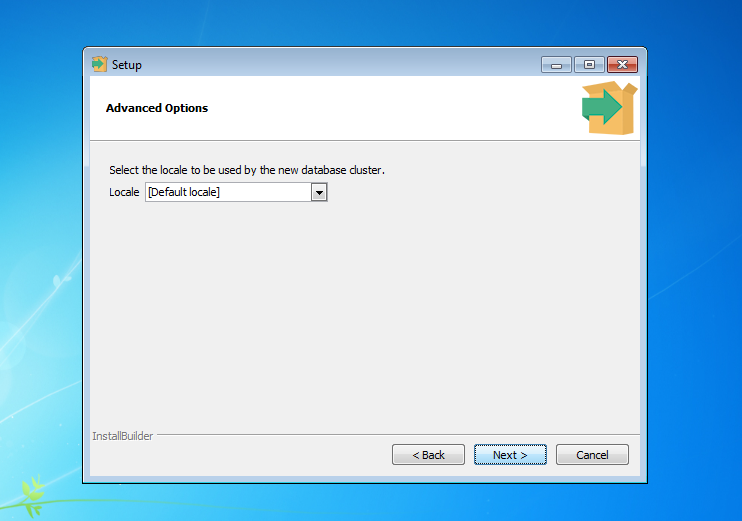 Setup
Advanced Options
Select the locale to be used by the new database cluster.
Locale [Default locale]
InstallBuilder
< Back Next > Cancel